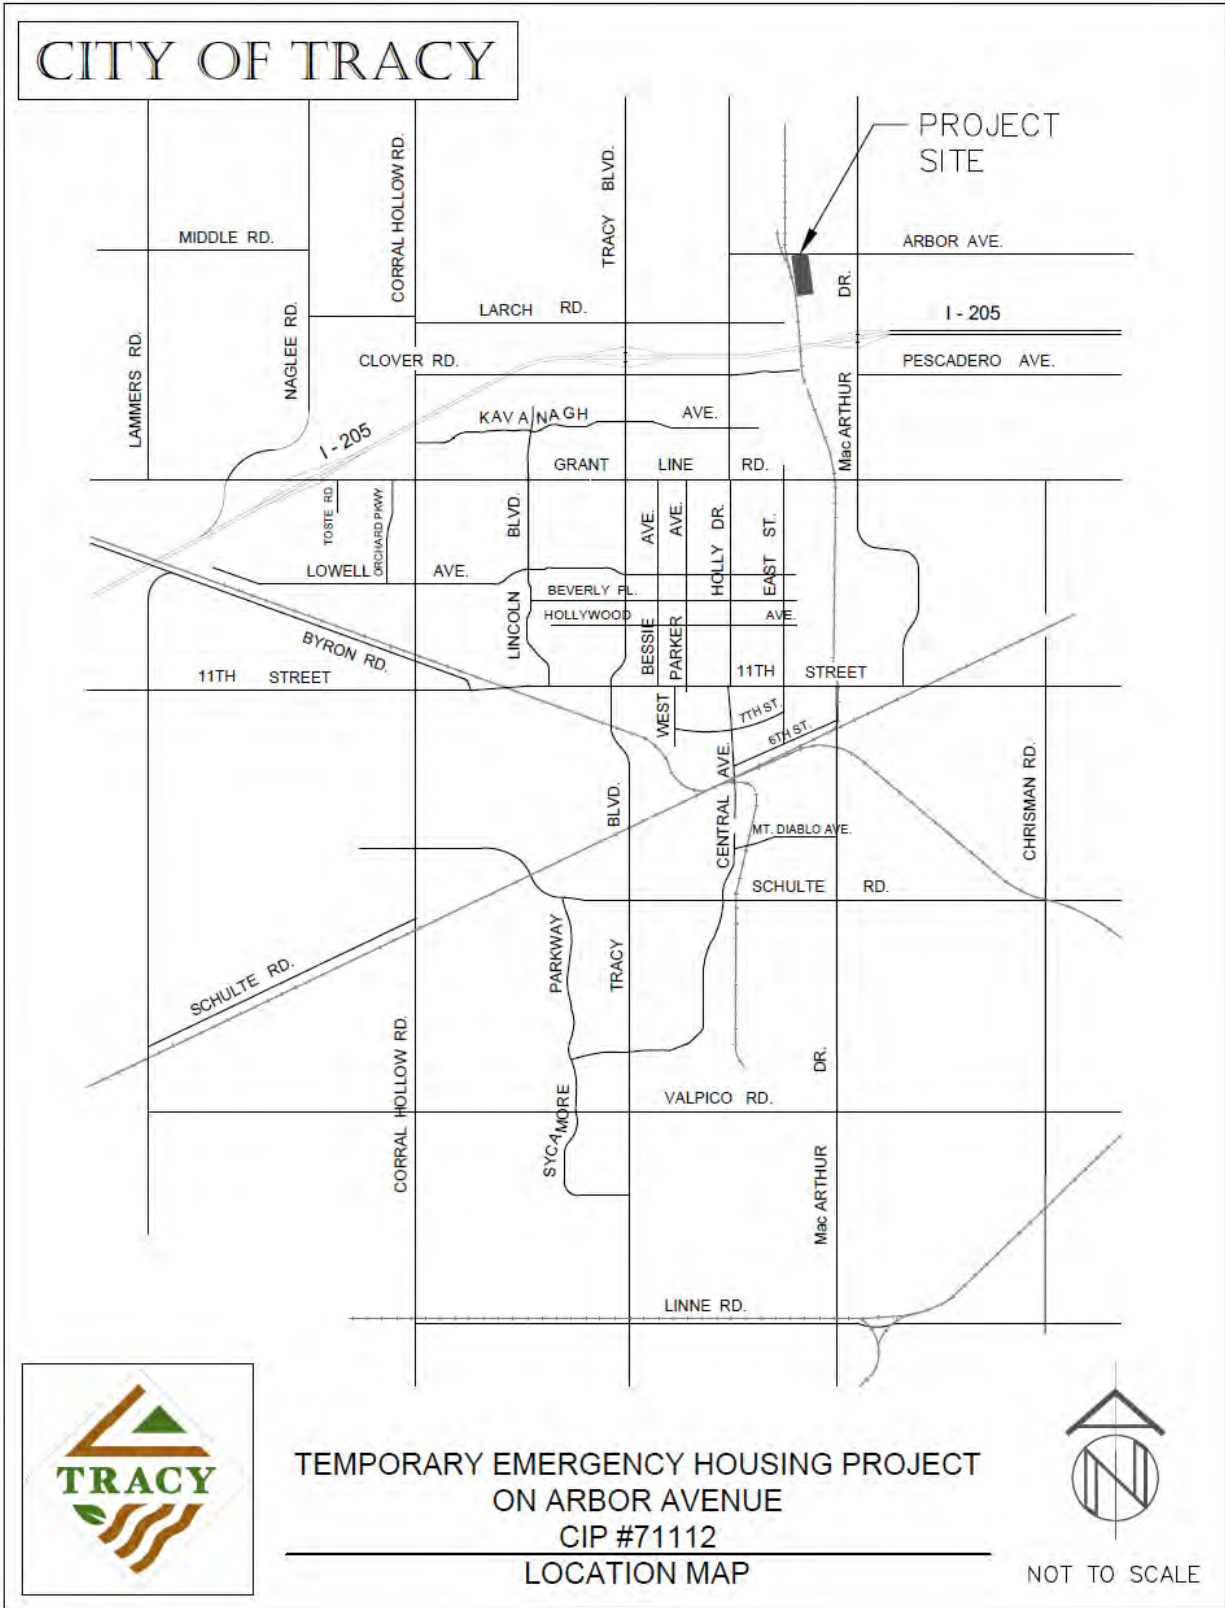 CITY OF TRACY
PROJECT
SITE
MIDDLE RD.
CORRAL HOLLOW RD.
TRACY BLVD.
ARBOR AVE.
DR.
LARCH RD.
I - 205
NAGLEE RD.
LAMMERS RD.
CLOVER RD.
PESCADERO AVE.
Mac ARTHUR
KAVANAGH AVE.
I - 205
GRANT LINE RD.
TOSTE RD.
ORCHARD PKWY
BLVD.
AVE.
AVE.
HOLLY DR.
EAST ST.
LOWELL AVE.
BEVERLY PL.
HOLLYWOOD AVE.
LINCOLN
BESSIE
PARKER
BYRON RD.
11TH STREET
11TH STREET
WEST
7TH ST.
6TH ST.
CENTRAL AVE.
BLVD.
CHRISMAN RD.
MT. DIABLO AVE.
SCHULTE RD.
PARKWAY
TRACY
SCHULTE RD.
CORRAL HOLLOW RD.
DR.
VALPICO RD.
SYCAMORE
Mac ARTHUR
LINNE RD.
TRACY
TEMPORARY EMERGENCY HOUSING PROJECT
ON ARBOR AVENUE
CIP #71112
LOCATION MAP
N
NOT TO SCALE